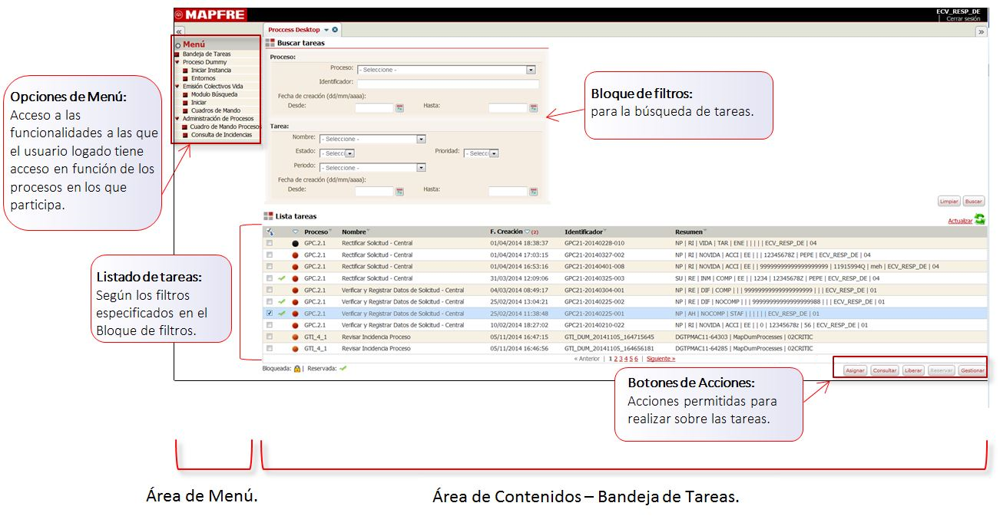 MAPFRE
ECV_RESP_DE
Cerrar sesión
«
Proccess Desktop
»
Menú
Bandeja de Tareas
Proceso Dummy
Iniciar Instancia
Entornos
Emisión Colectivos Vida
Modulo Búsqueda
Iniciar
Cuadros de Mando
Administración de Procesos
Cuadro de Mando Procesos
Consulta de Incidencias
Opciones de Menú:
Acceso a las
funcionalidades a las que
el usuario logado tiene
acceso en función de los
procesos en los que
participa.
Buscar tareas
Proceso:
Proceso: - Seleccione -
Identificador:
Fecha de creación (dd/mm/aaaa):
Desde: Hasta:
Tarea:
Nombre: - Seleccione -
Estado: - Selecci Prioridad: - Selecci
Periodo: - Seleccione -
Fecha de creación (dd/mm/aaaa):
Desde: Hasta:
Bloque de filtros:
para la búsqueda de tareas.
Limpiar Buscar
Lista tareas
Actualizar
Proceso Nombre F. Creación (2) Identificador Resumen
GPC.2.1 Rectificar Solicitud - Central 01/04/2014 18:38:37 GPC21-20140228-010 NP | RI | VIDA | TAR | ENE | | | | | ECV_RESP_DE | 04
GPC.2.1 Rectificar Solicitud - Central 01/04/2014 17:03:15 GPC21-20140327-002 NP | RI | NOVIDA | ACCI | EE | | | 12345678Z | PEPE | ECV_RESP_DE | 04
GPC.2.1 Rectificar Solicitud - Central 01/04/2014 16:53:16 GPC21-20140401-008 NP | RI | NOVIDA | ACCI | EE | | 99999999999999999999 | 11915994Q | meh | ECV_RESP_DE | 04
GPC.2.1 Rectificar Solicitud - Central 31/03/2014 12:09:06 GPC21-20140325-003 SU | RE | INM | COMP | EE | | 1234 | 12345678Z | PEPE | ECV_RESP_DE | 04
GPC.2.1 Verificar y Registrar Datos de Solicitud - Central 04/03/2014 08:49:17 GPC21-20140304-001 NP | RE | DIF | COMP | | | 99999999999999999999 | | | ECV_RESP_DE | 01
GPC.2.1 Verificar y Registrar Datos de Solicitud - Central 25/02/2014 13:04:21 GPC21-20140225-002 NP | RE | DIF | NOCOMP | | | 99999999999999999988 | | | ECV_RESP_DE | 01
GPC.2.1 Verificar y Registrar Datos de Solicitud - Central 25/02/2014 11:38:48 GPC21-20140225-001 NP | AH | NOCOMP | STAF | | | | | | ECV_RESP_DE | 01
GPC.2.1 Verificar y Registrar Datos de Solicitud - Central 10/02/2014 18:27:02 GPC21-20140210-022 NP | RI | NOVIDA | ACCI | EE | | 0 | 12345678z | 56 | ECV_RESP_DE | 01
GTI_4_1 Revisar Incidencia Proceso 05/11/2014 16:47:15 GTI_DUM_20141105_164715645 DGTPMAC11-64303 | MapDumProcesses | 02CRITIC
GTI_4_1 Revisar Incidencia Proceso 05/11/2014 16:46:56 GTI_DUM_20141105_164656181 DGTPMAC11-64285 | MapDumProcesses | 02CRITIC
« Anterior | 1 2 3 4 5 6 | Siguiente »
Bloqueada: | Reservada:
Asignar Consultar Liberar Reservar Gestionar
Listado de tareas:
Según los filtros
especificados en el
Bloque de filtros.
Botones de Acciones:
Acciones permitidas para
realizar sobre las tareas.
Área de Menú.
Área de Contenidos – Bandeja de Tareas.